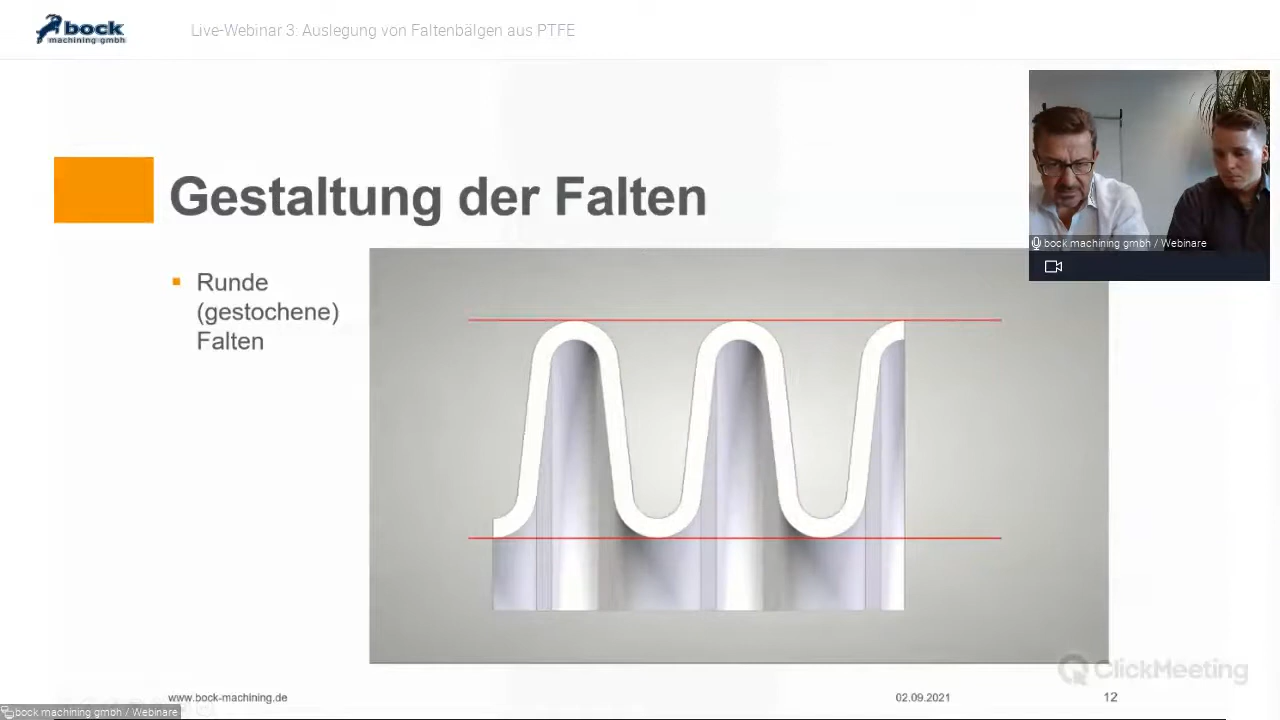 bock
machining gmbh
Live-Webinar 3: Auslegung von Faltenbälgen aus PTFE
bock machining gmbh / Webinare
Gestaltung der Falten
Runde
(gestochene)
Falten
ClickMeeting
www.bock-machining.de
02.09.2021
12
bock machining gmbh / Webinare